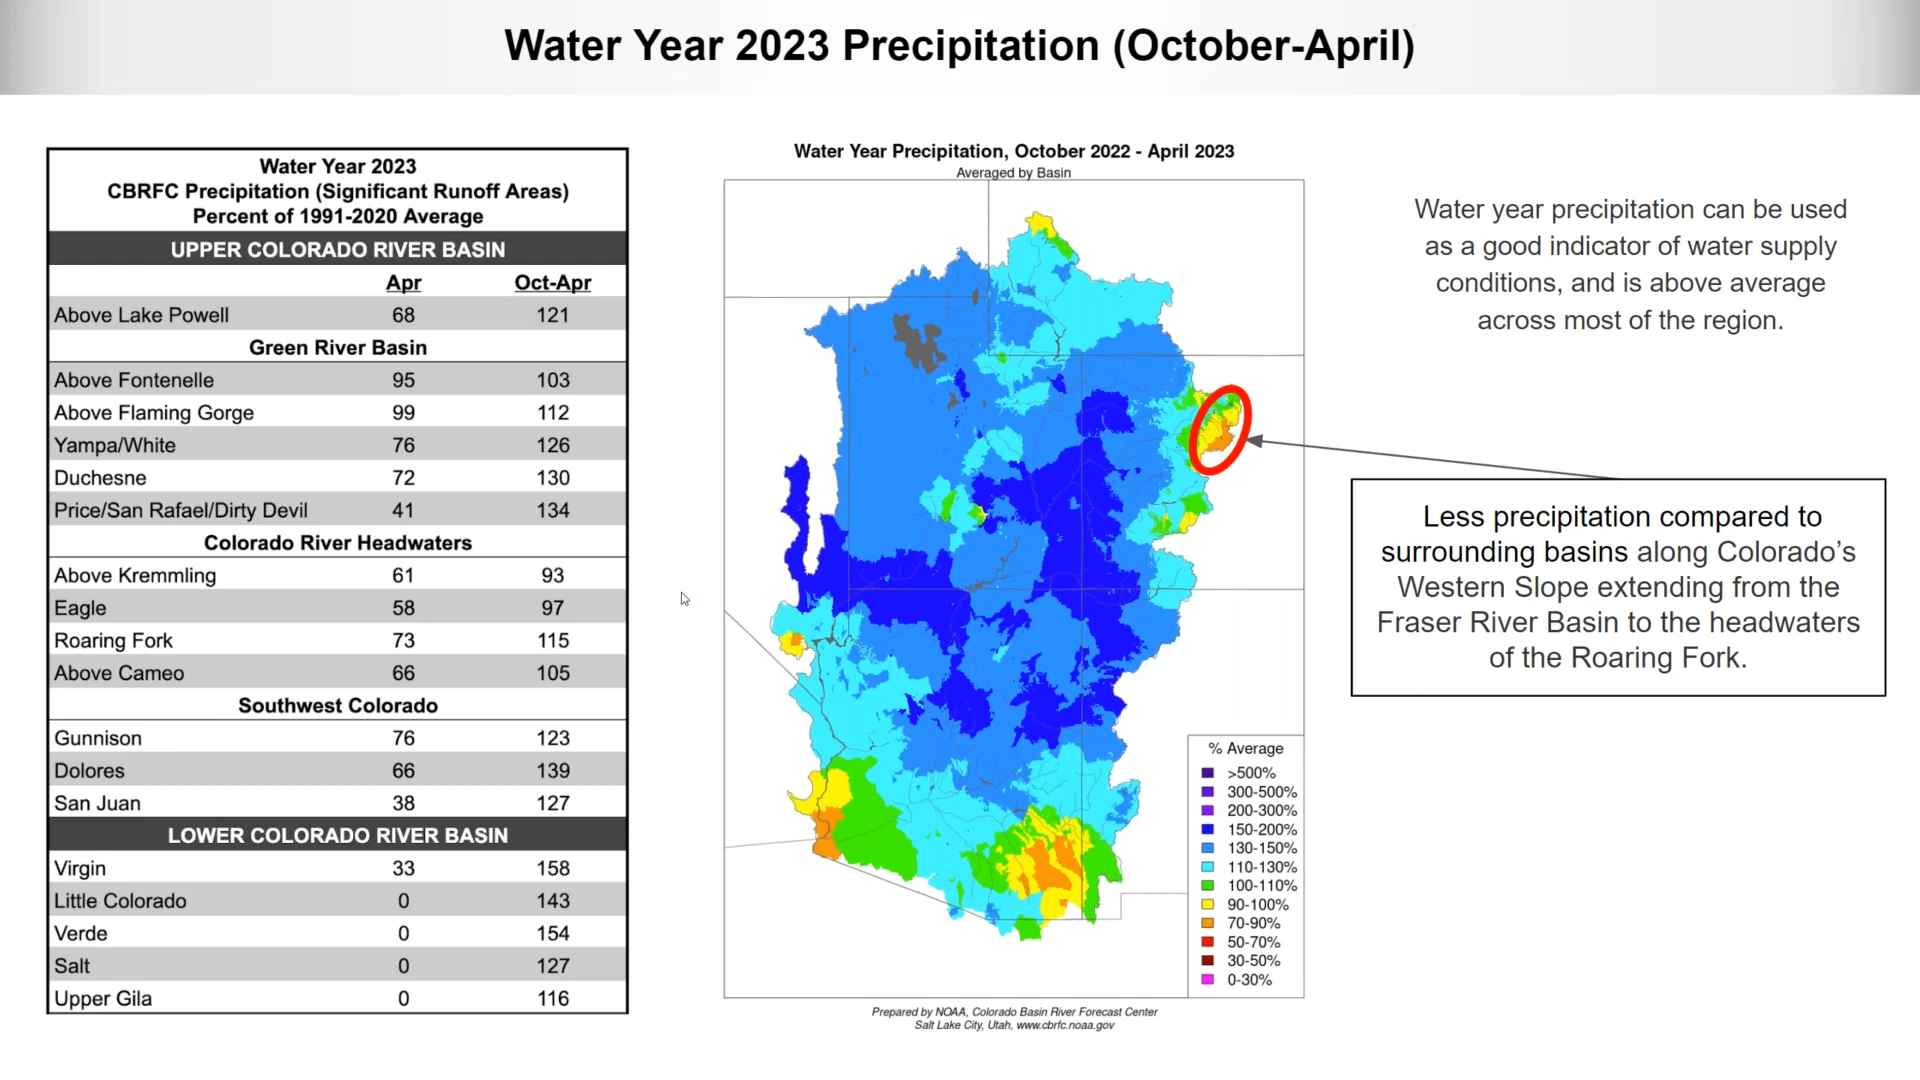 Water Year 2023 Precipitation (October-April)
Water Year 2023
CBRFC Precipitation (Significant Runoff Areas)
Percent of 1991-2020 Average
UPPER COLORADO RIVER BASIN
Apr Oct-Apr
Above Lake Powell 68 121
Green River Basin
Above Fontenelle 95 103
Above Flaming Gorge 99 112
Yampa/White 76 126
Duchesne 72 130
Price/San Rafael/Dirty Devil 41 134
Colorado River Headwaters
Above Kremmling 61 93
Eagle 58 97
Roaring Fork 73 115
Above Cameo 66 105
Southwest Colorado
Gunnison 76 123
Dolores 66 139
San Juan 38 127
LOWER COLORADO RIVER BASIN
Virgin 33 158
Little Colorado 0 143
Verde 0 154
Salt 0 127
Upper Gila 0 116
Water Year Precipitation, October 2022 - April 2023
Averaged by Basin
% Average
>500%
300-500%
200-300%
150-200%
130-150%
110-130%
100-110%
90-100%
70-90%
50-70%
30-50%
0-30%
Prepared by NOAA, Colorado Basin River Forecast Center
Salt Lake City, Utah, www.cbrfc.noaa.gov
Water year precipitation can be used
as a good indicator of water supply
conditions, and is above average
across most of the region.
Less precipitation compared to
surrounding basins along Colorado’s
Western Slope extending from the
Fraser River Basin to the headwaters
of the Roaring Fork.